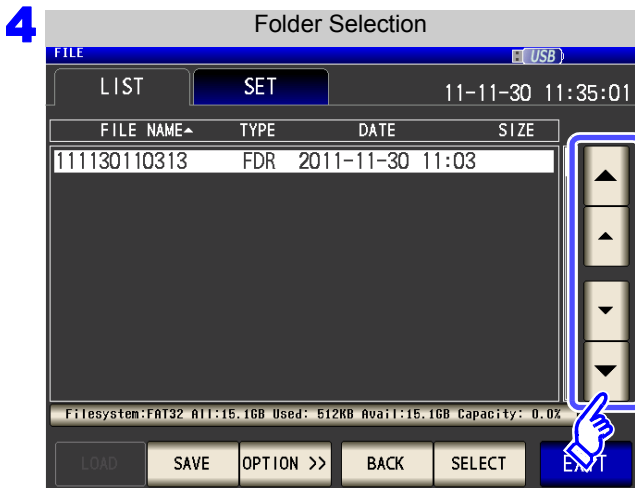 4
Folder Selection
FILE USB
LIST SET 11-11-30 11:35:01
FILE NAME TYPE DATE SIZE
111130110313 FDR 2011-11-30 11:03
Filesystem:FAT32 All:15.1GB Used: 512KB Avail:15.1GB Capacity: 0.0%
LOAD SAVE OPTION >> BACK SELECT EXIT